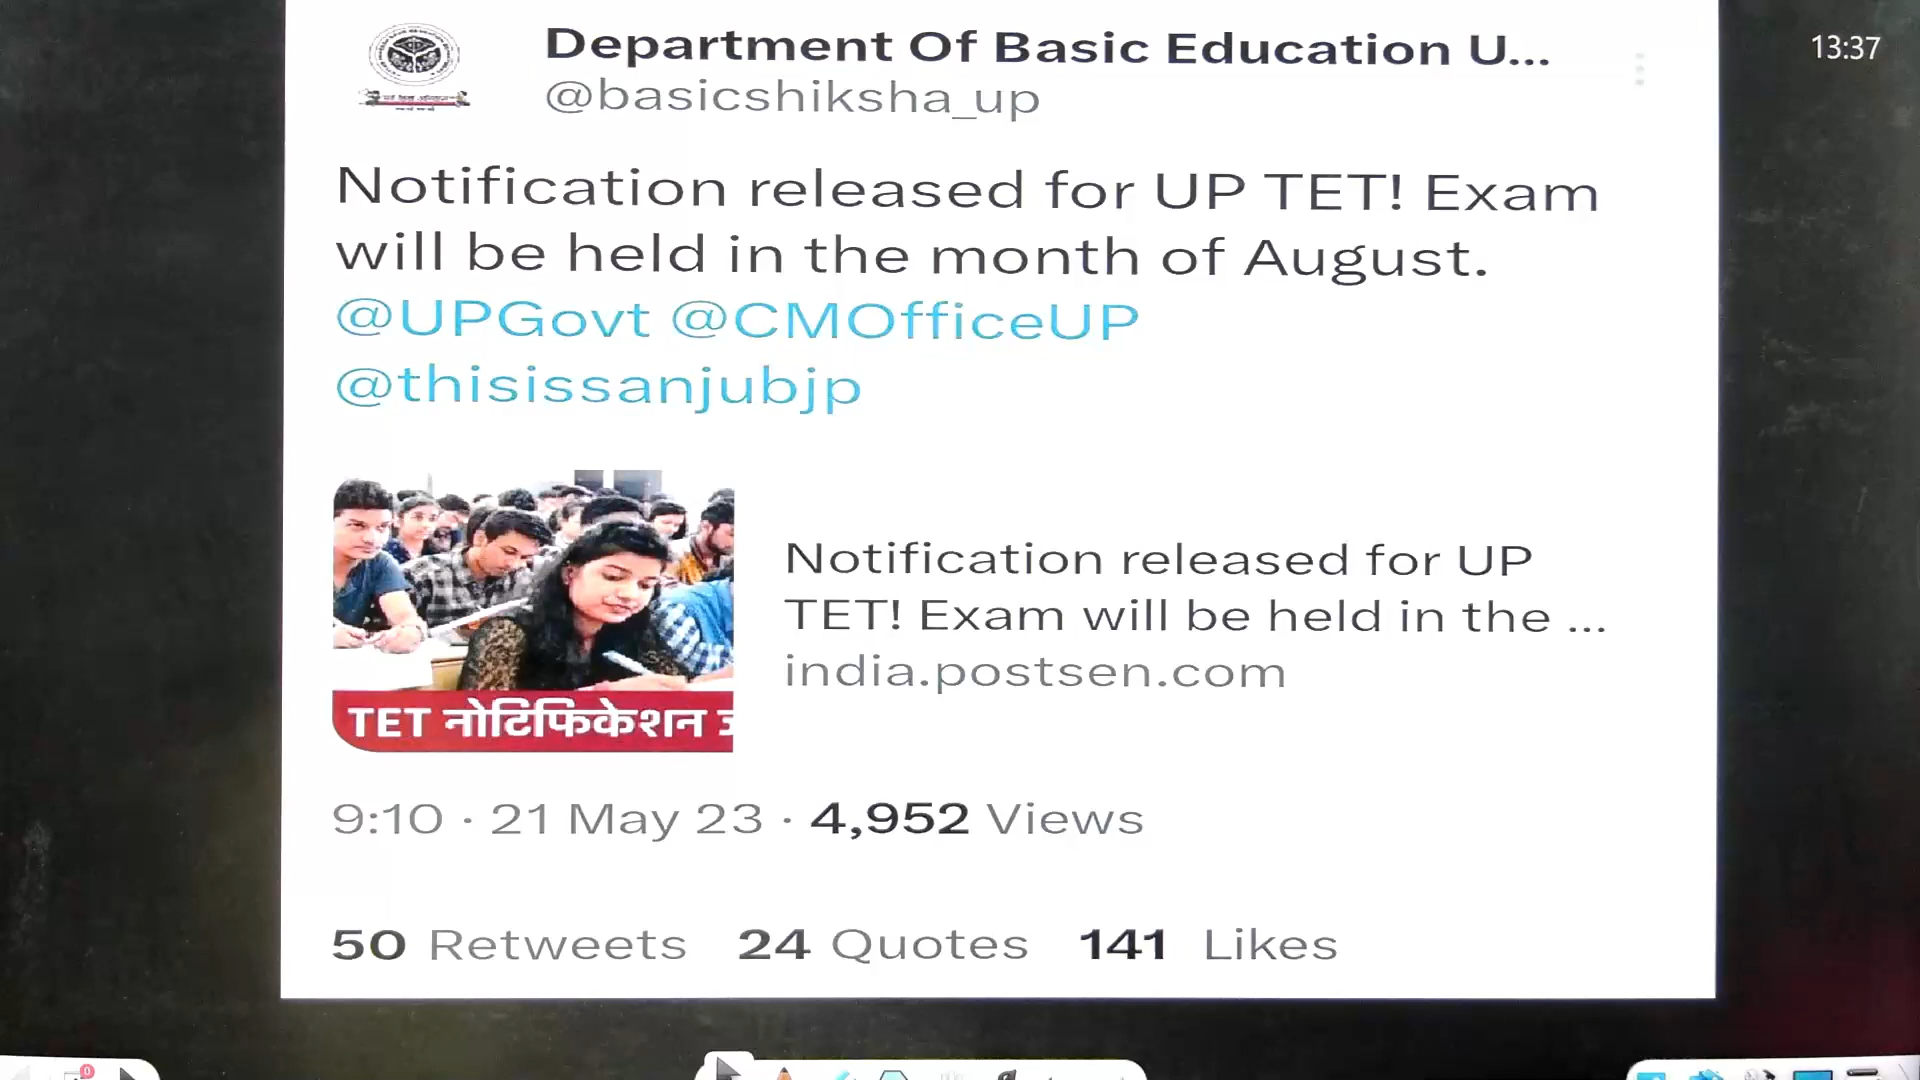 Department Of Basic Education U...
13:37
@basicshiksha_up
Notification released for UP TET! Exam
will be held in the month of August.
@UPGovt @CMOfficeUP
@thisissanjubjp
Notification released for UP
TET! Exam will be held in the ...
india.postsen.com
TET नोटिफिकेशन
9:10 · 21 May 23 · 4,952 Views
50 Retweets 24 Quotes 141 Likes
0